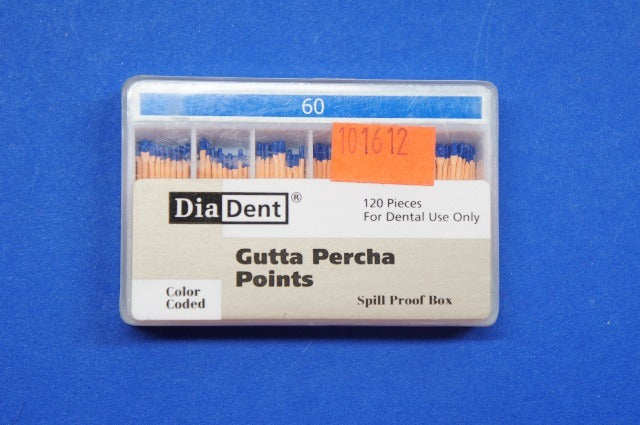 60
101612
DiaDent®
120 Pieces
For Dental Use Only
Gutta Percha
Points
Color
Coded
Spill Proof Box